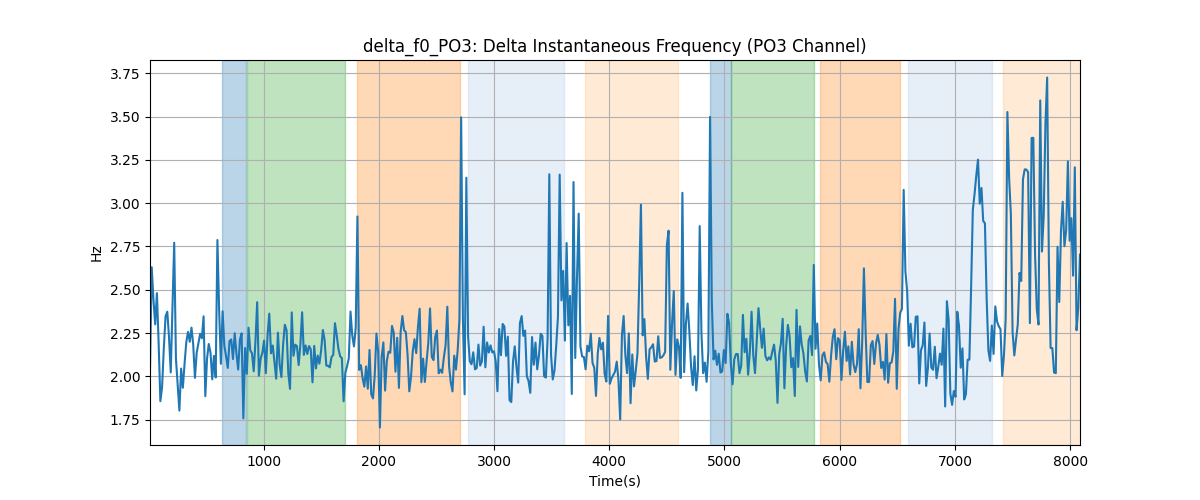 delta_f0_PO3: Delta Instantaneous Frequency (PO3 Channel)
3.75
3.50
3.25
3.00
2.75
2.50
2.25
2.00
1.75
Hz
1000 2000 3000 4000 5000 6000 7000 8000
Time(s)